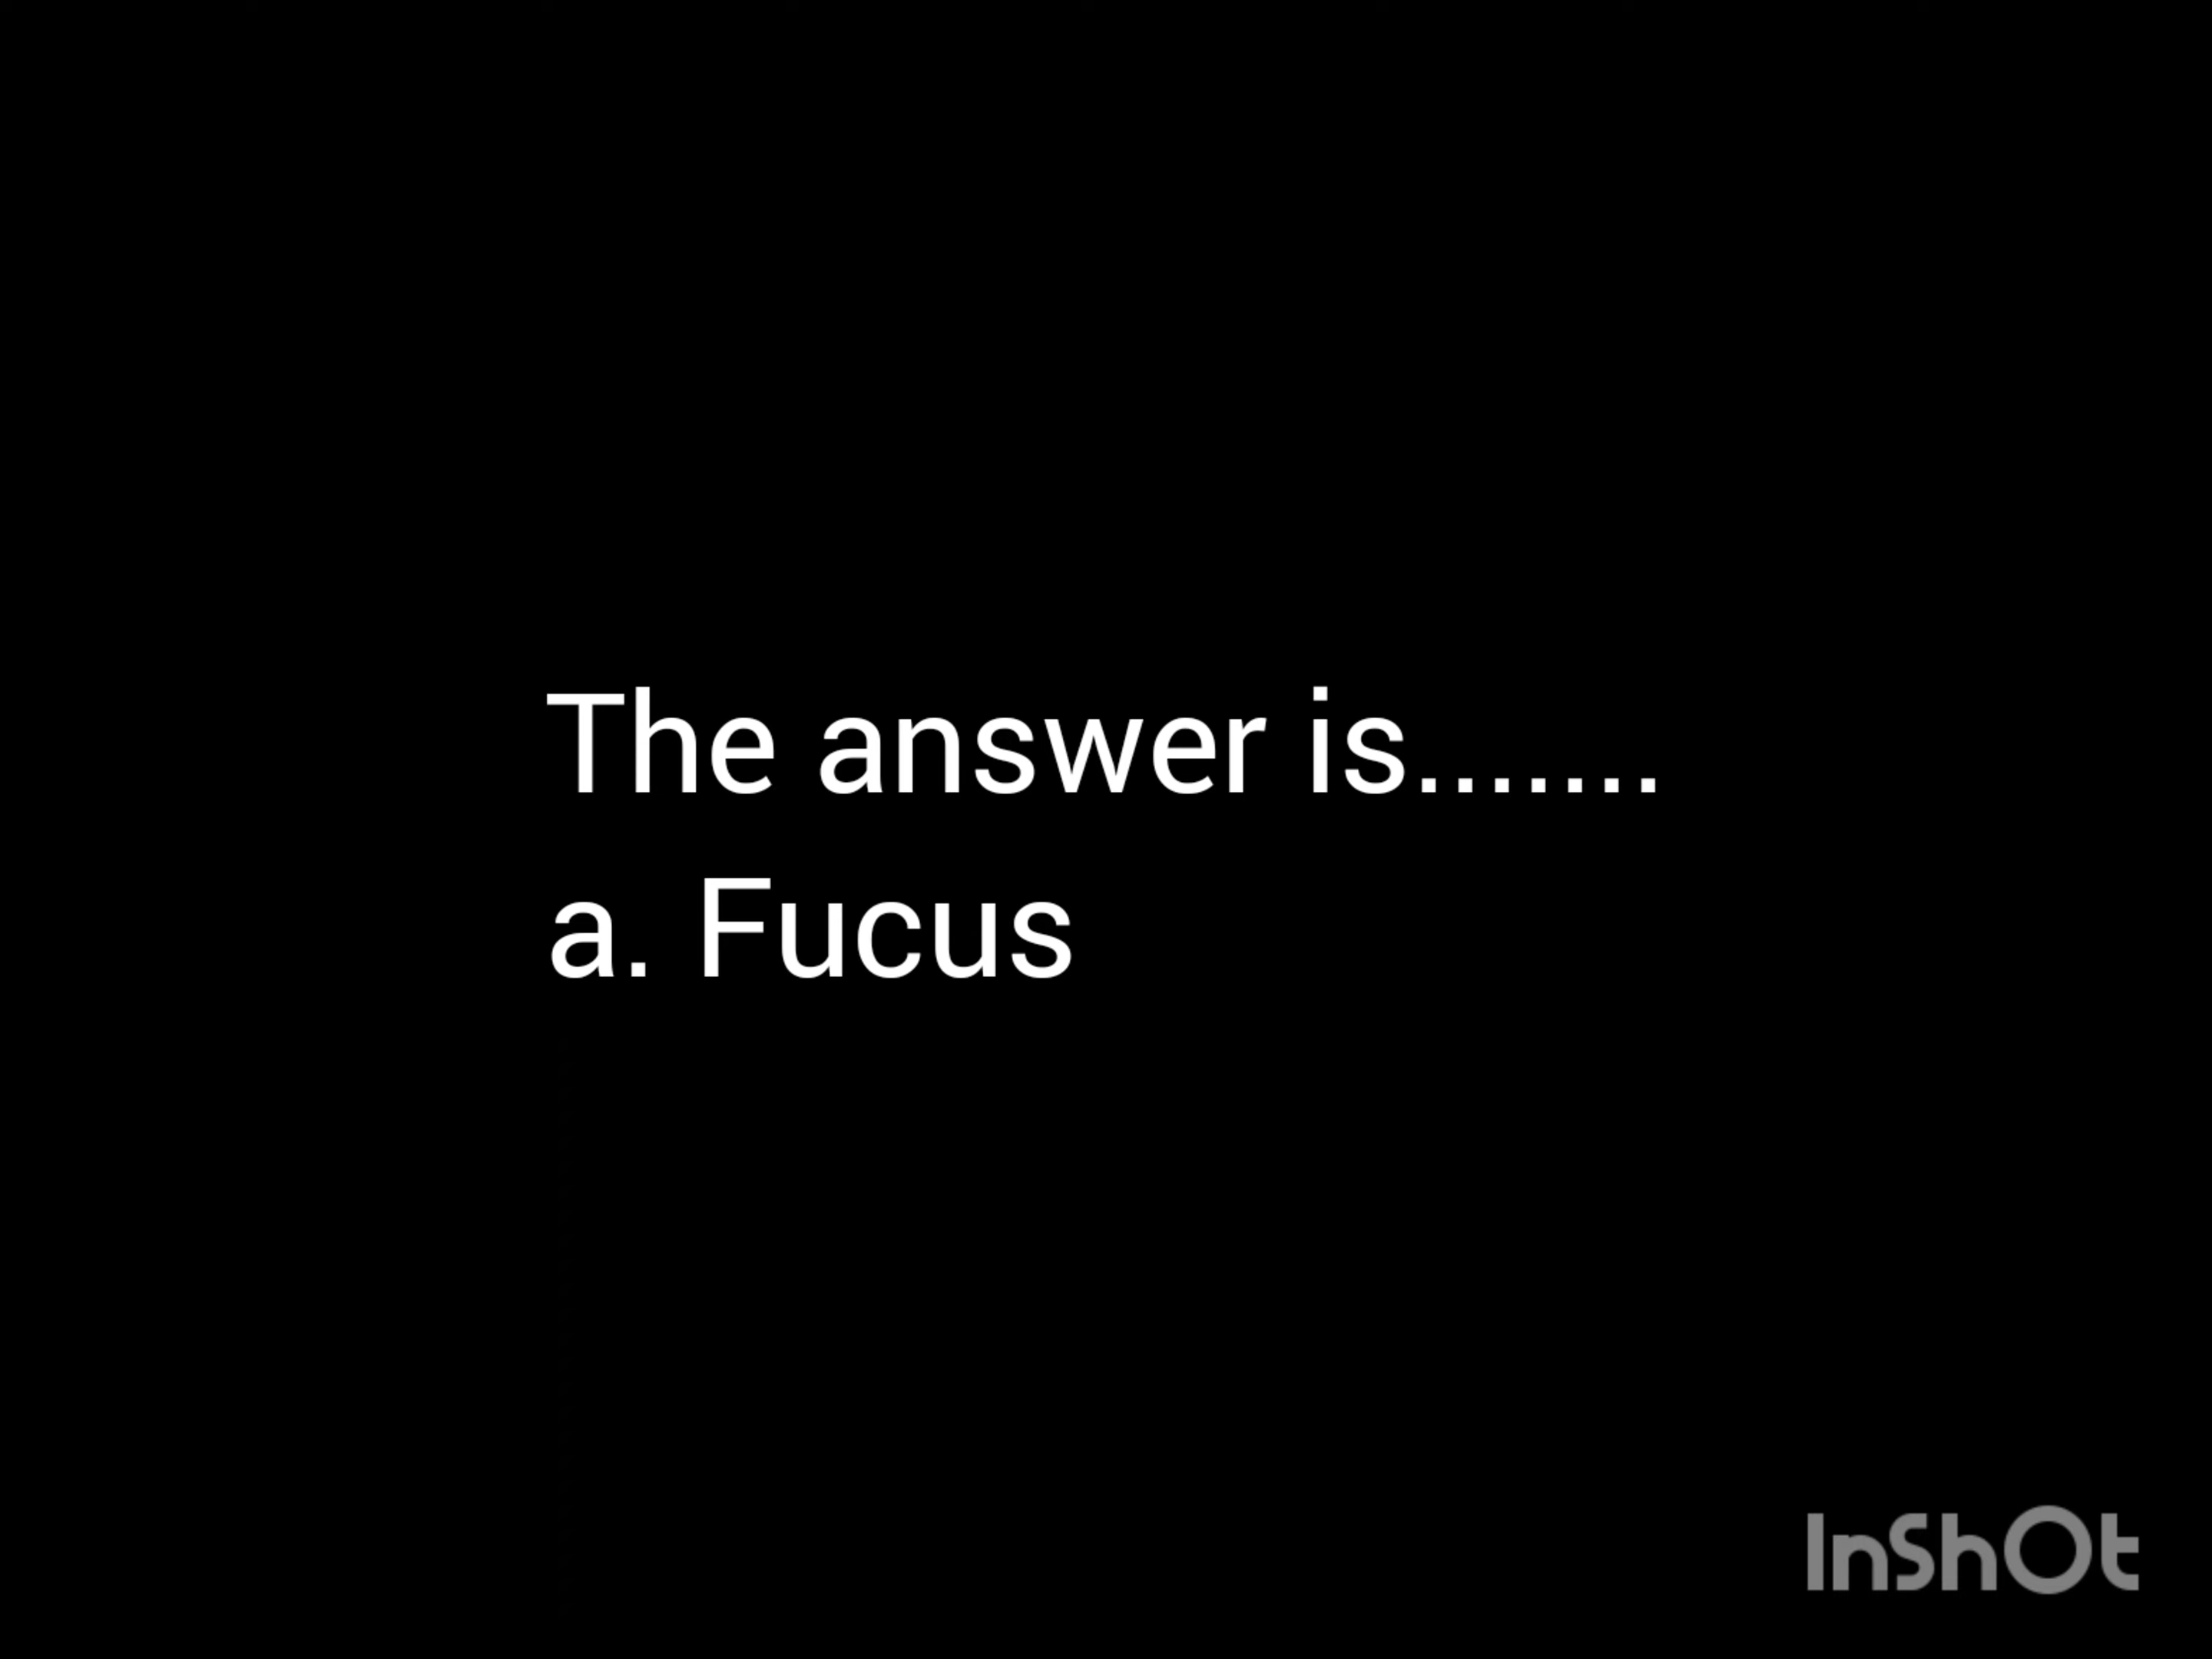 The answer is.......
a. Fucus
InShOt